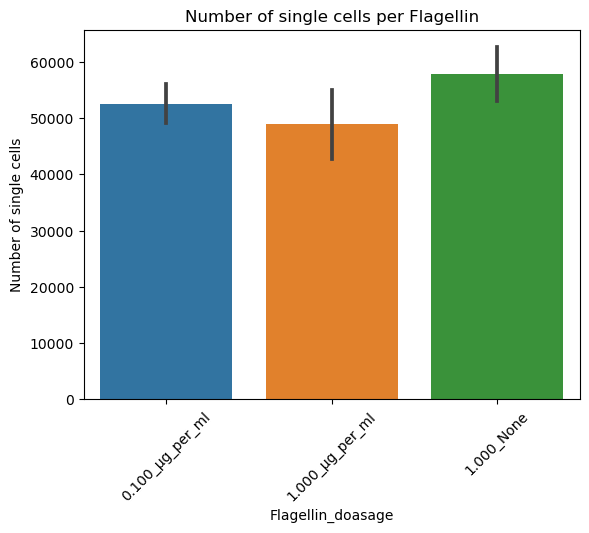 Number of single cells per Flagellin
Number of single cells
60000
50000
40000
30000
20000
10000
0
0.100_µg_per_ml
1.000_µg_per_ml
1.000_None
Flagellin_doasage